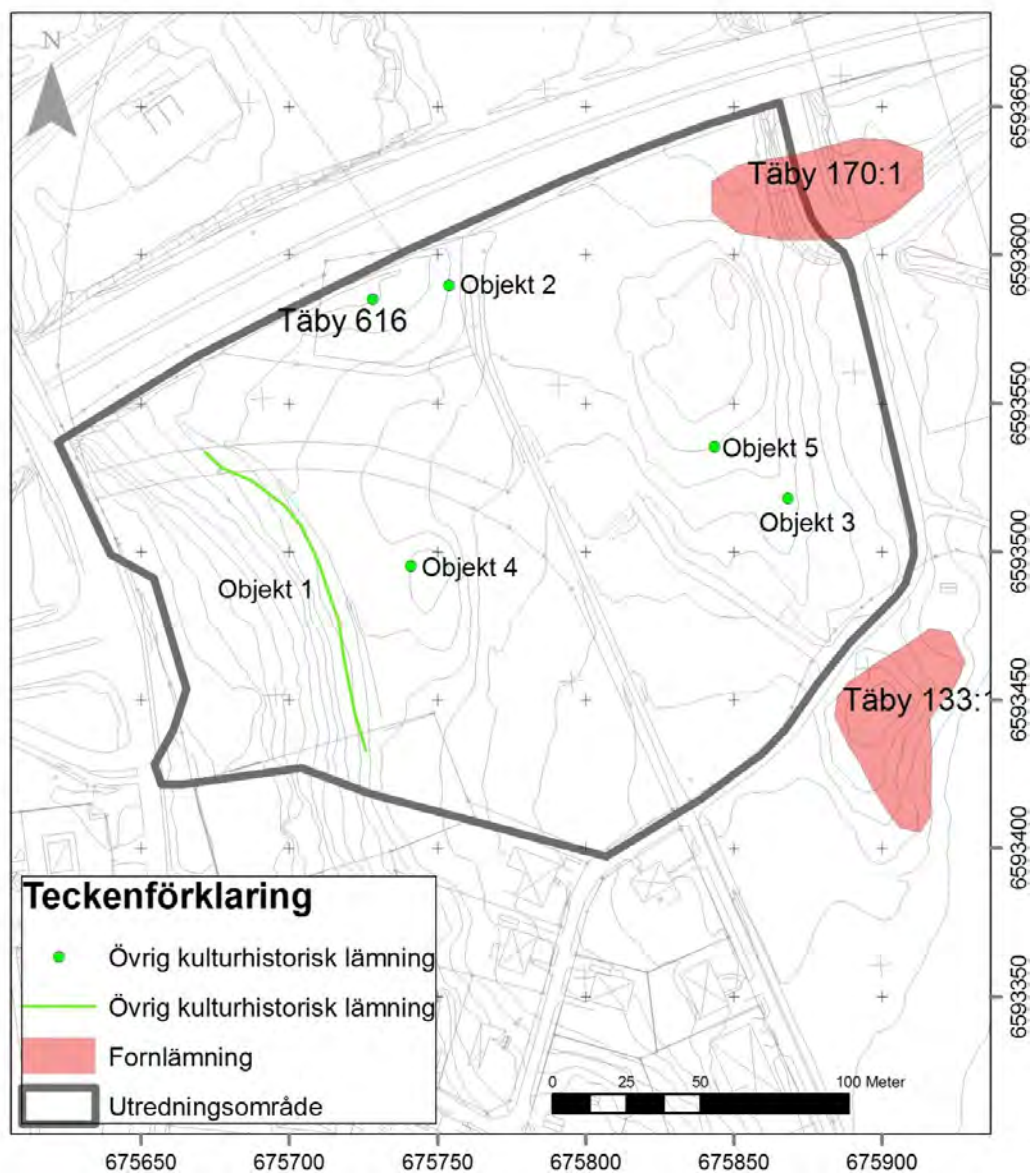 N
6593650
Täby 170:1
6593600
Objekt 2
Täby 616
6593550
Objekt 5
Objekt 3
6593500
Objekt 4
Objekt 1
6593450
Täby 133:
6593400
Teckenförklaring
Övrig kulturhistorisk lämning
Övrig kulturhistorisk lämning
6593350
Fornlämning
Utredningsområde
0 25 50 100 Meter
675650 675700 675750 675800 675850 675900